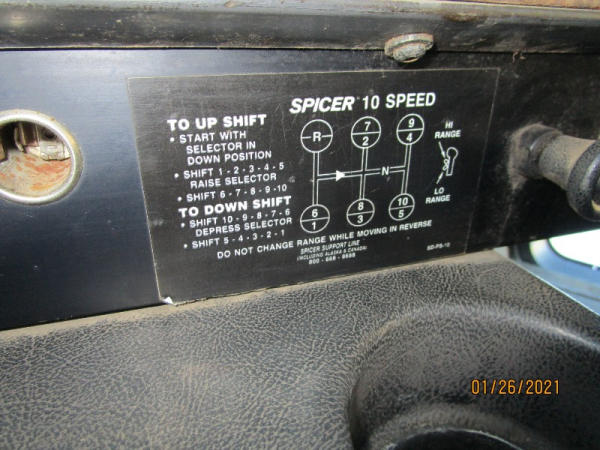 SPICER 10 SPEED
TO UP SHIFT
• START WITH
SELECTOR IN
DOWN POSITION
• SHIFT 1 - 2 - 3 - 4 - 5
RAISE SELECTOR
• SHIFT 6 - 7 - 8 - 9 - 10
TO DOWN SHIFT
• SHIFT 10 - 9 - 8 - 7 - 6
DEPRESS SELECTOR
• SHIFT 5 - 4 - 3 - 2 - 1
R
7
2
9
4
N
6
1
8
3
10
5
HI
RANGE
LO
RANGE
DO NOT CHANGE RANGE WHILE MOVING IN REVERSE
SPICER SUPPORT LINE
(INCLUDING ALASKA & CANADA)
01/26/2021